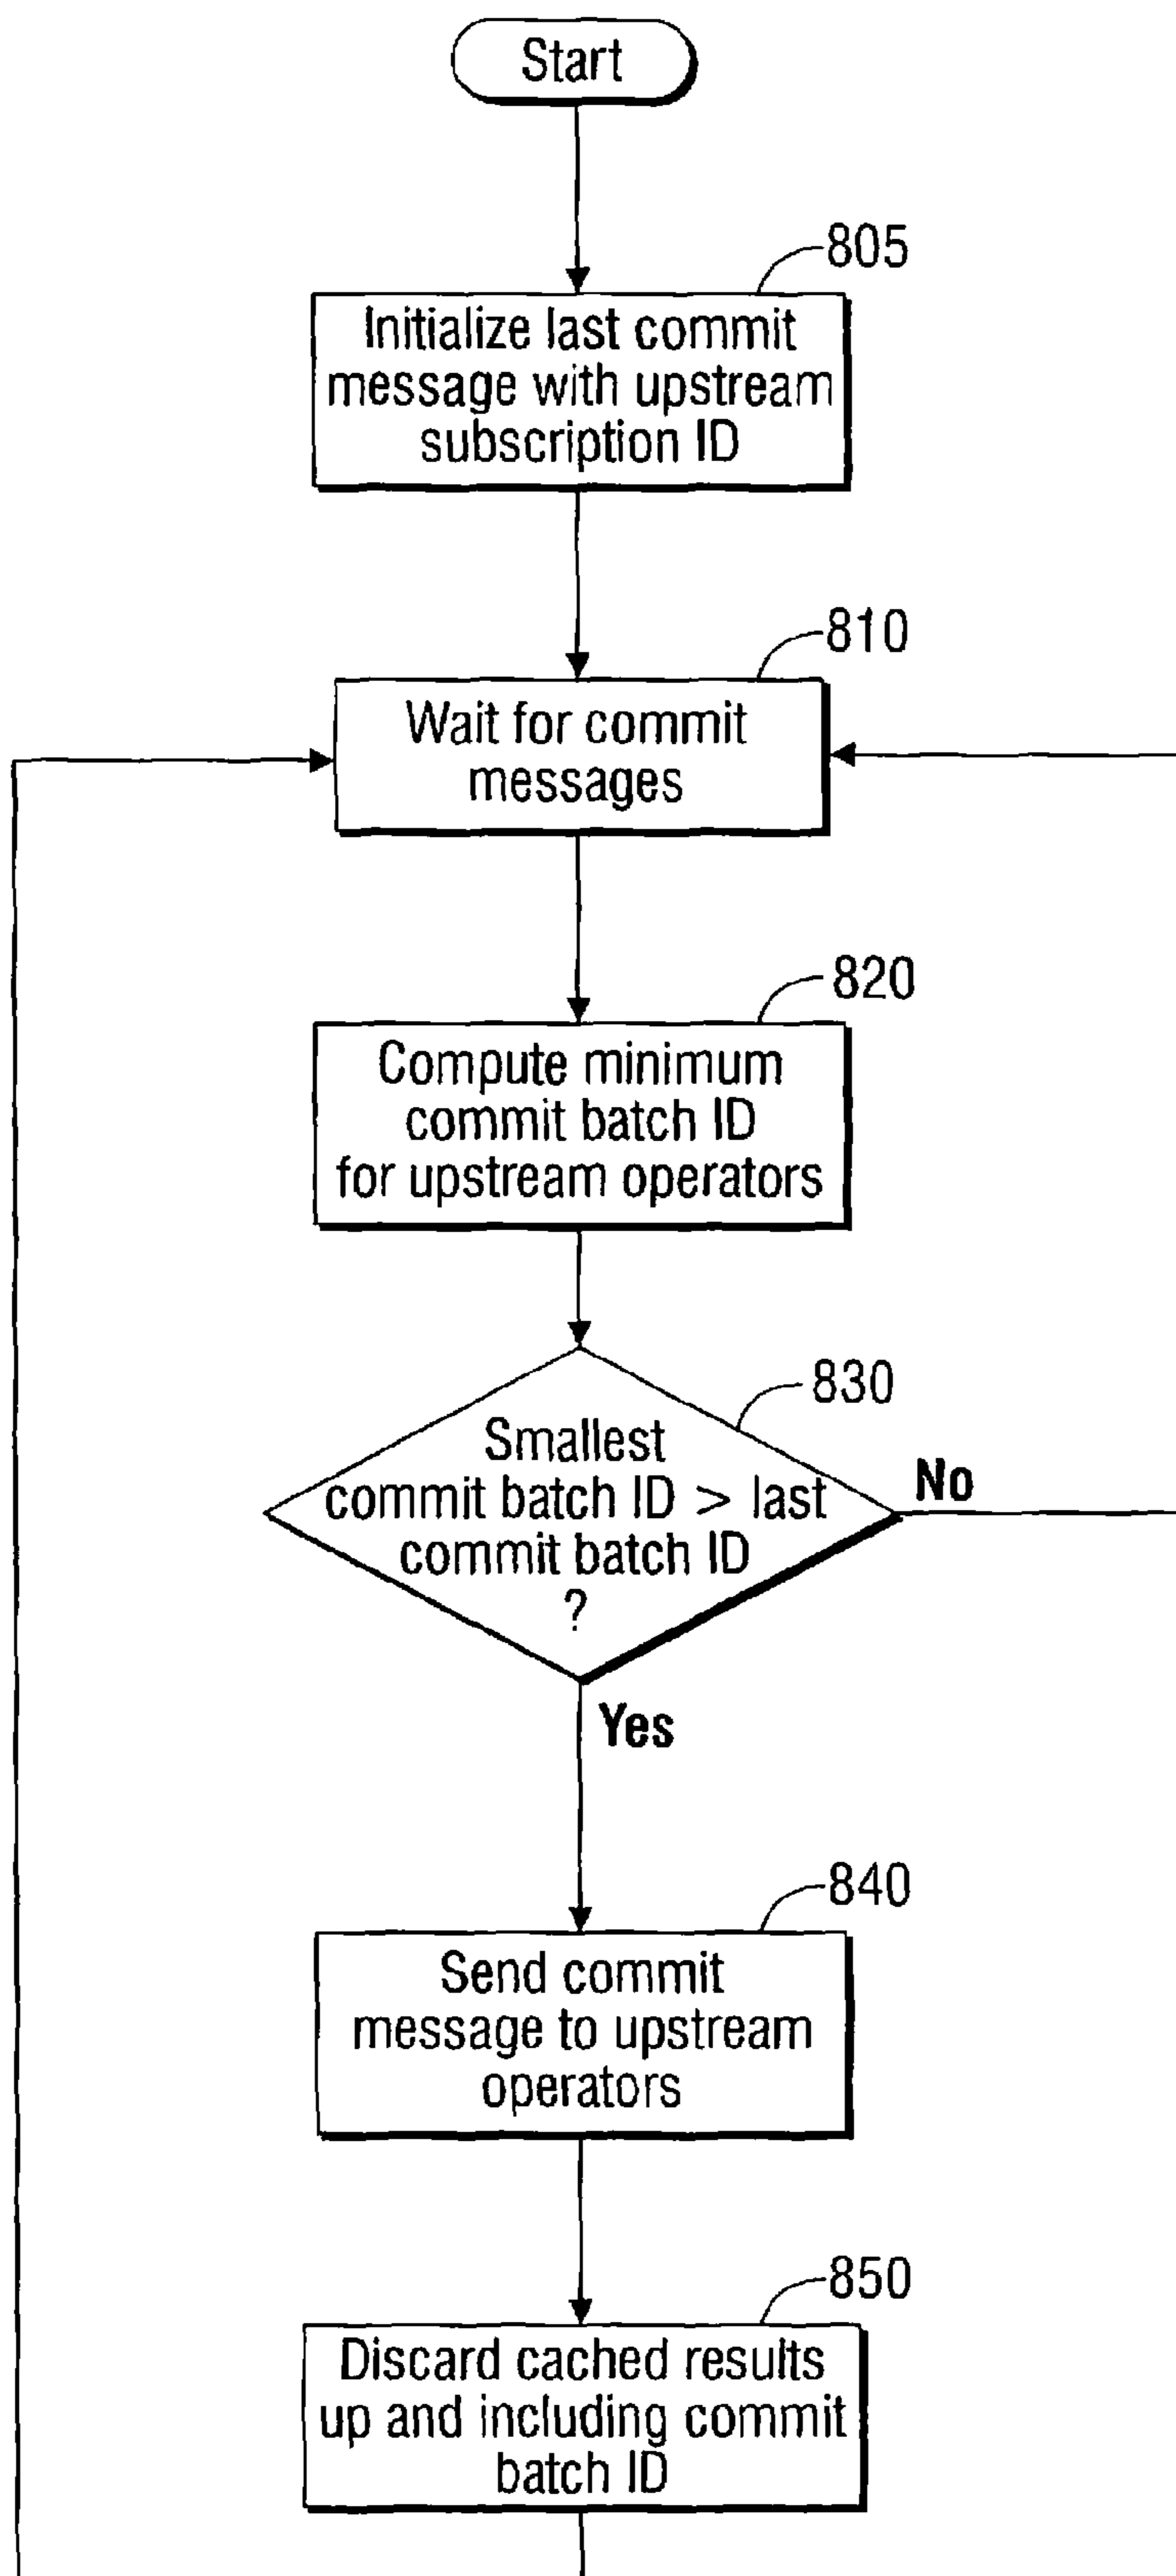 Start
805
Initialize last commit
message with upstream
subscription ID
810
Wait for commit
messages
820
Compute minimum
commit batch ID
for upstream operators
830
Smallest
commit batch ID > last
commit batch ID
?
No
Yes
840
Send commit
message to upstream
operators
850
Discard cached results
up and including commit
batch ID